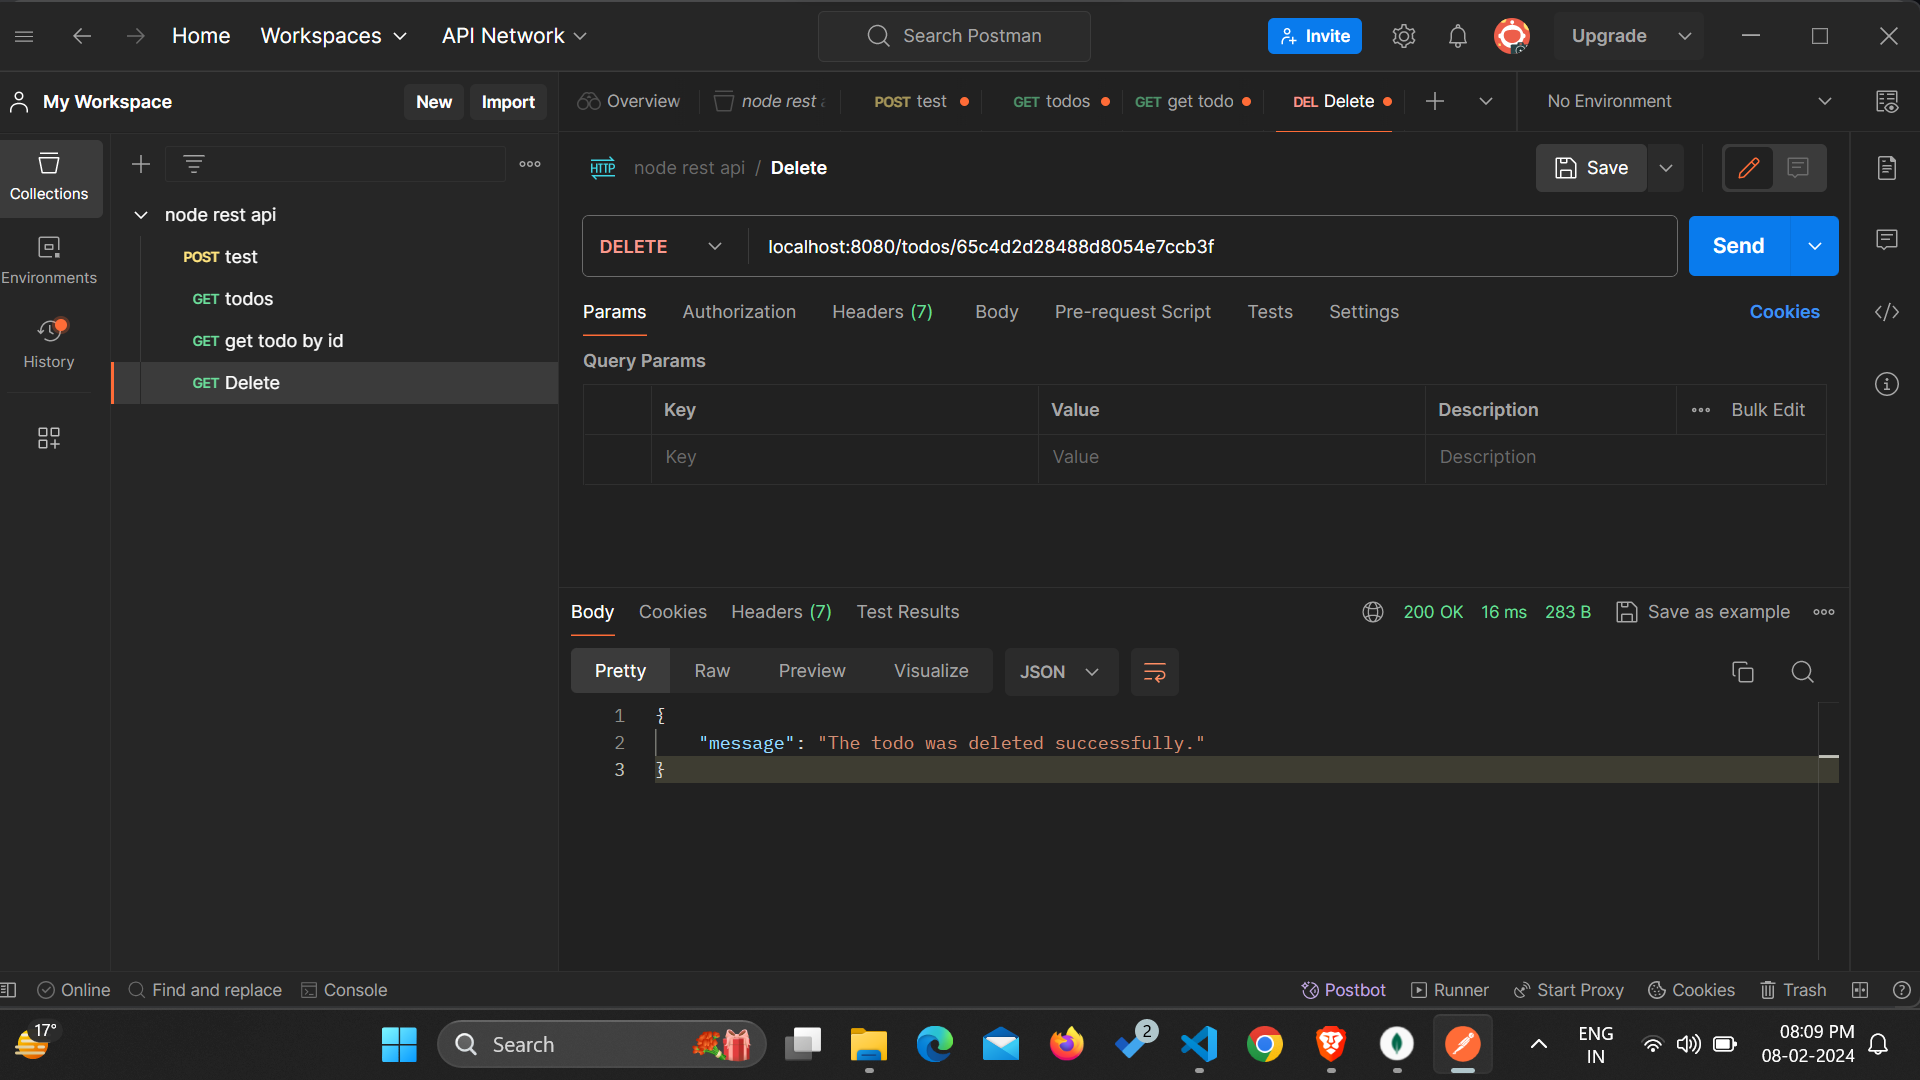 Home Workspaces API Network Search Postman Invite Upgrade
My Workspace New Import Overview node rest POST test GET todos GET get todo DEL Delete No Environment
Collections
Environments
History
node rest api
POST test
GET todos
GET get todo by id
GET Delete
HTTP node rest api / Delete Save
DELETE localhost:8080/todos/65c4d2d28488d8054e7ccb3f Send
Params Authorization Headers (7) Body Pre-request Script Tests Settings Cookies
Query Params
Key Value Description Bulk Edit
Key Value Description
Body Cookies Headers (7) Test Results 200 OK 16 ms 283 B Save as example
Pretty Raw Preview Visualize JSON
1 {
2 "message": "The todo was deleted successfully."
3 }
Online Find and replace Console Postbot Runner Start Proxy Cookies Trash
17° Search 2 ENG IN 08:09 PM
08-02-2024